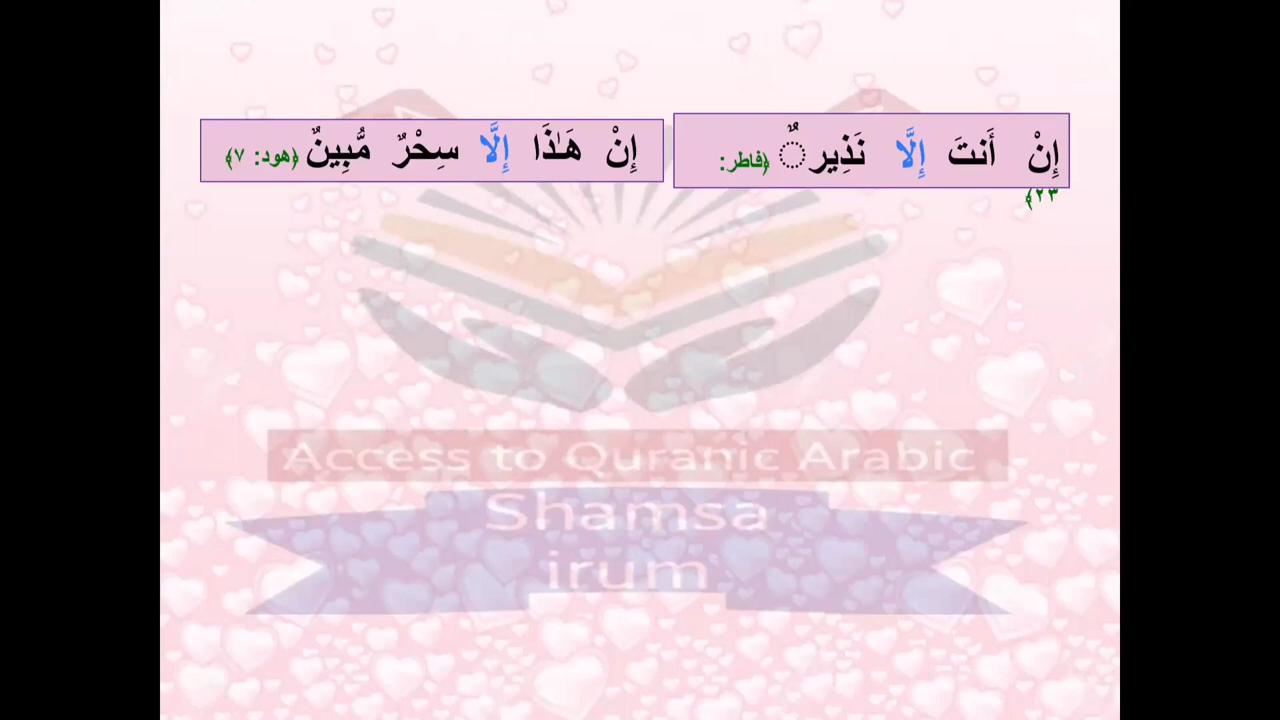 إِنْ أَنتَ إِلَّا نَذِيرٌ ﴿فاطر:
٢٣﴾
إِنْ هَـٰذَا إِلَّا سِحْرٌ مُّبِينٌ ﴿هود: ٧﴾
Access to Quranic Arabic
Shamsa
irum